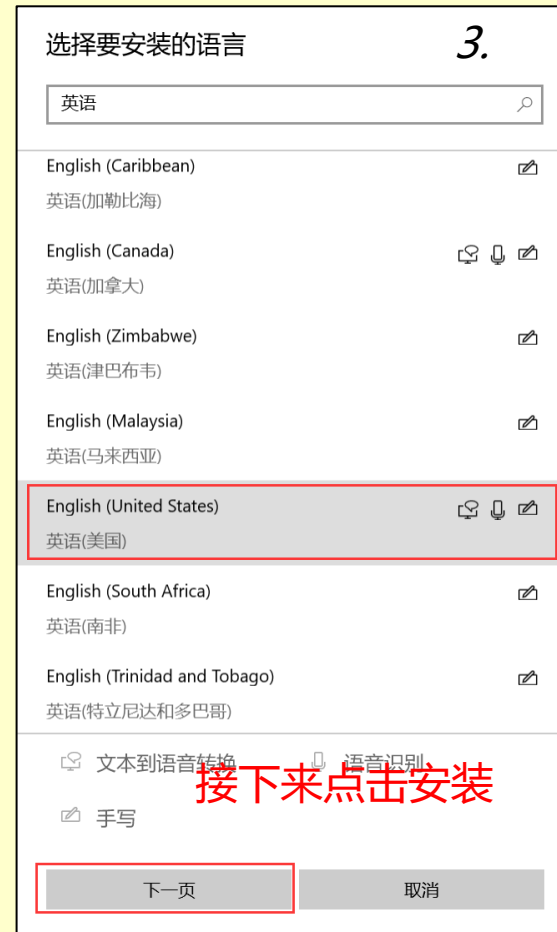 选择要安装的语言
3.
英语
English (Caribbean)
英语(加勒比海)
English (Canada)
英语(加拿大)
English (Zimbabwe)
英语(津巴布韦)
English (Malaysia)
英语(马来西亚)
English (United States)
英语(美国)
English (South Africa)
英语(南非)
English (Trinidad and Tobago)
英语(特立尼达和多巴哥)
文本到语音转换
语音识别
接下来点击安装
手写
下一页
取消